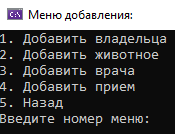 Меню добавления:
1. Добавить владельца
2. Добавить животное
3. Добавить врача
4. Добавить прием
5. Назад
Введите номер меню: